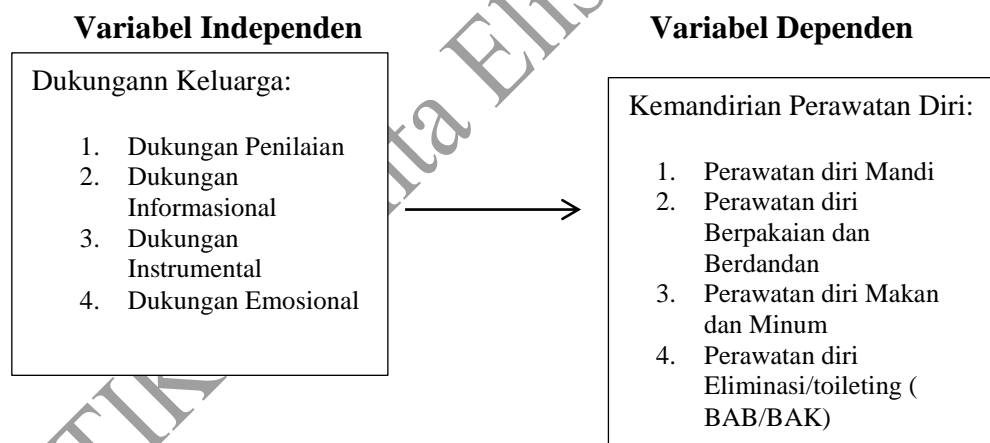 Variabel Independen
Dukungann Keluarga:
1. Dukungan Penilaian
2. Dukungan
Informasional
3. Dukungan
Instrumental
4. Dukungan Emosional
Variabel Dependen
Kemandirian Perawatan Diri:
1. Perawatan diri Mandi
2. Perawatan diri
Berpakaian dan
Berdandan
3. Perawatan diri Makan
dan Minum
4. Perawatan diri
Eliminasi/toileting (
BAB/BAK)